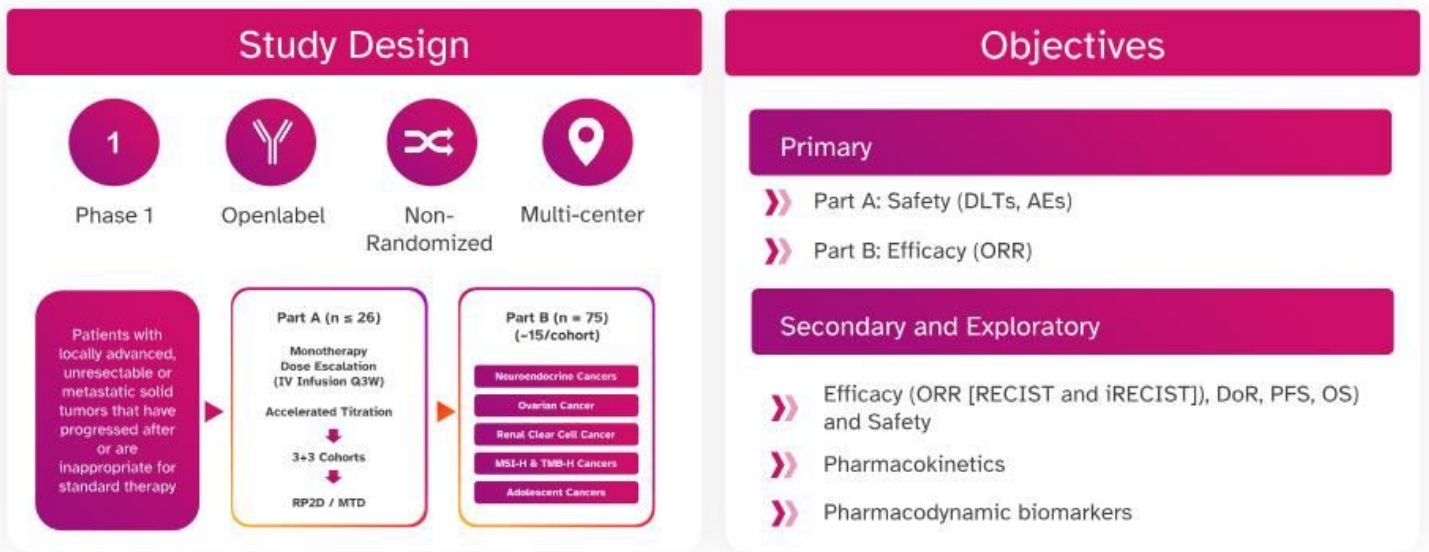 Study Design
1
Phase 1
Openlabel
Non-
Randomized
Multi-center
Patients with
locally advanced,
unresectable or
metastatic solid
tumors that have
progressed after
or are
inappropriate for
standard therapy
Part A (n ≤ 26)
Monotherapy
Dose Escalation
(IV Infusion Q3W)
Accelerated Titration
3+3 Cohorts
RP2D / MTD
Part B (n = 75)
(~15/cohort)
Neuroendocrine Cancers
Ovarian Cancer
Renal Clear Cell Cancer
MSI-H & TMB-H Cancers
Adolescent Cancers
Objectives
Primary
Part A: Safety (DLTs, AEs)
Part B: Efficacy (ORR)
Secondary and Exploratory
Efficacy (ORR [RECIST and iRECIST]), DoR, PFS, OS)
and Safety
Pharmacokinetics
Pharmacodynamic biomarkers